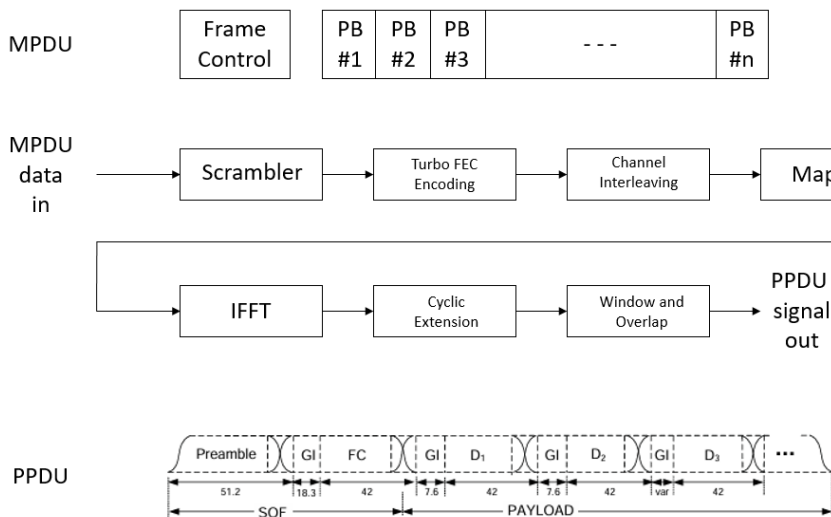 MPDU
Frame Control
PB #1
PB #2
PB #3
- - -
PB #n
MPDU data in
Scrambler
Turbo FEC Encoding
Channel Interleaving
Map
IFFT
Cyclic Extension
Window and Overlap
PPDU signal out
PPDU
Preamble
GI
FC
GI
D1
GI
D2
GI
D3
...
51.2
18.3
42
7.6
42
7.6
42
var
42
SOF
PAYLOAD